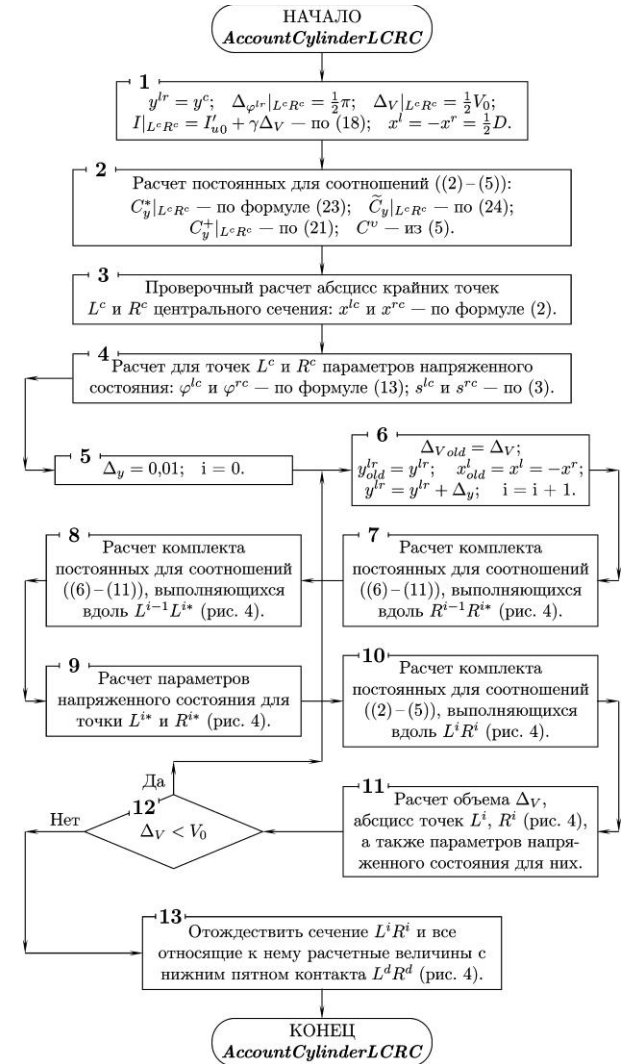 НАЧАЛО
AccountCylinderLCRC
1
y^{lr} = y^c; Δ_{φ^{lr}}|_{L^cR^c} = ½π; Δ_V|_{L^cR^c} = ½V_0;
I|_{L^cR^c} = I'_{u0} + γΔ_V — по (18); x^l = −x^r = ½D.
2
Расчет постоянных для соотношений ((2)–(5)):
C_y^*|_{L^cR^c} — по формуле (23); C̃_y|_{L^cR^c} — по (24);
C_y^+|_{L^cR^c} — по (21); C^υ — из (5).
3
Проверочный расчет абсцисс крайних точек
L^c и R^c центрального сечения: x^{lc} и x^{rc} — по формуле (2).
4
Расчет для точек L^c и R^c параметров напряженного
состояния: φ^{lc} и φ^{rc} — по формуле (13); s^{lc} и s^{rc} — по (3).
5
Δ_y = 0,01; i = 0.
6
Δ_{V old} = Δ_V;
y^{lr}_{old} = y^{lr}; x^l_{old} = x^l = −x^r;
y^{lr} = y^{lr} + Δ_y; i = i + 1.
7
Расчет комплекта
постоянных для соотношений
((6)–(11)), выполняющихся
вдоль R^{i−1}R^{i*} (рис. 4).
8
Расчет комплекта
постоянных для соотношений
((6)–(11)), выполняющихся
вдоль L^{i−1}L^{i*} (рис. 4).
9
Расчет параметров
напряженного состояния для
точки L^{i*} и R^{i*} (рис. 4).
10
Расчет комплекта
постоянных для соотношений
((2)–(5)), выполняющихся
вдоль L^iR^i (рис. 4).
11
Расчет объема Δ_V,
абсцисс точек L^i, R^i (рис. 4),
а также параметров напря-
женного состояния для них.
12
Δ_V < V_0
Да
Нет
13
Отождествить сечение L^iR^i и все
относящие к нему расчетные величины с
нижним пятном контакта L^dR^d (рис. 4).
КОНЕЦ
AccountCylinderLCRC